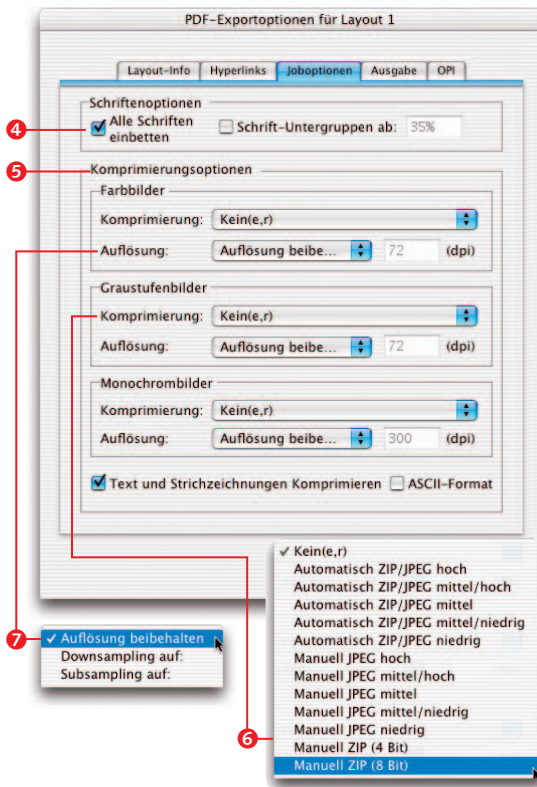 PDF-Exportoptionen für Layout 1
Layout-Info Hyperlinks Joboptionen Ausgabe OPI
Schriftenoptionen
4 Alle Schriften einbetten Schrift-Untergruppen ab: 35%
5 Komprimierungsoptionen
Farbbilder
Komprimierung: Kein(e,r)
Auflösung: Auflösung beibe... 72 (dpi)
Graustufenbilder
Komprimierung: Kein(e,r)
Auflösung: Auflösung beibe... 72 (dpi)
Monochrombilder
Komprimierung: Kein(e,r)
Auflösung: Auflösung beibe... 300 (dpi)
Text und Strichzeichnungen Komprimieren ASCII-Format
7 Auflösung beibehalten
Downsampling auf:
Subsampling auf:
Kein(e,r)
Automatisch ZIP/JPEG hoch
Automatisch ZIP/JPEG mittel/hoch
Automatisch ZIP/JPEG mittel
Automatisch ZIP/JPEG mittel/niedrig
Automatisch ZIP/JPEG niedrig
Manuell JPEG hoch
Manuell JPEG mittel/hoch
Manuell JPEG mittel
Manuell JPEG mittel/niedrig
Manuell JPEG niedrig
6 Manuell ZIP (4 Bit)
Manuell ZIP (8 Bit)